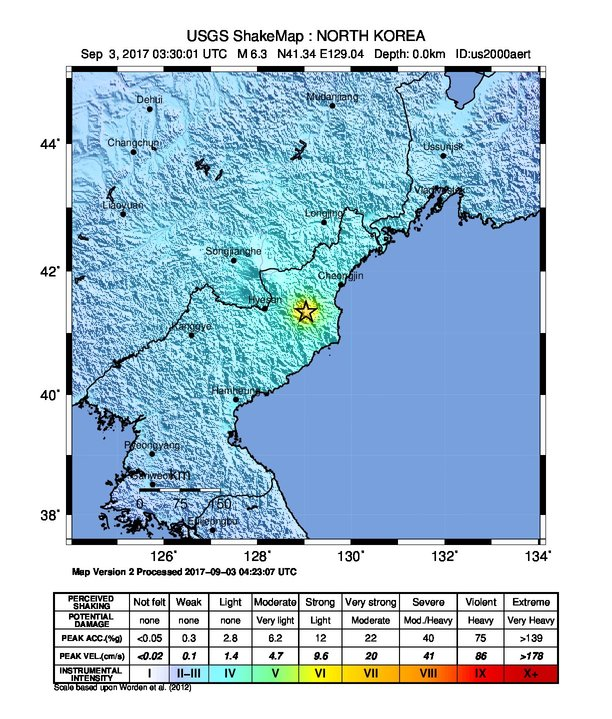 USGS ShakeMap : NORTH KOREA
Sep 3, 2017 03:30:01 UTC M 6.3 N41.34 E129.04 Depth: 0.0km ID:us2000aert
Dehui
Mudanjiang
44°
Changchun
Ussurijsk
Vladivostok
Liaoyuan
Longjing
Songjianghe
42°
Cheongjin
Hyesan
Kanggye
40°
Hamheung
Pyeongyang
km
0 75 150
38°
126° 128° 130° 132° 134°
Map Version 2 Processed 2017-09-03 04:23:07 UTC
PERCEIVED SHAKING Not felt Weak Light Moderate Strong Very strong Severe Violent Extreme
POTENTIAL DAMAGE none none none Very light Light Moderate Mod./Heavy Heavy Very Heavy
PEAK ACC.(%g) <0.05 0.3 2.8 6.2 12 22 40 75 >139
PEAK VEL.(cm/s) <0.02 0.1 1.4 4.7 9.6 20 41 86 >178
INSTRUMENTAL INTENSITY I II-III IV V VI VII VIII IX X+
Scale based upon Worden et al. (2012)